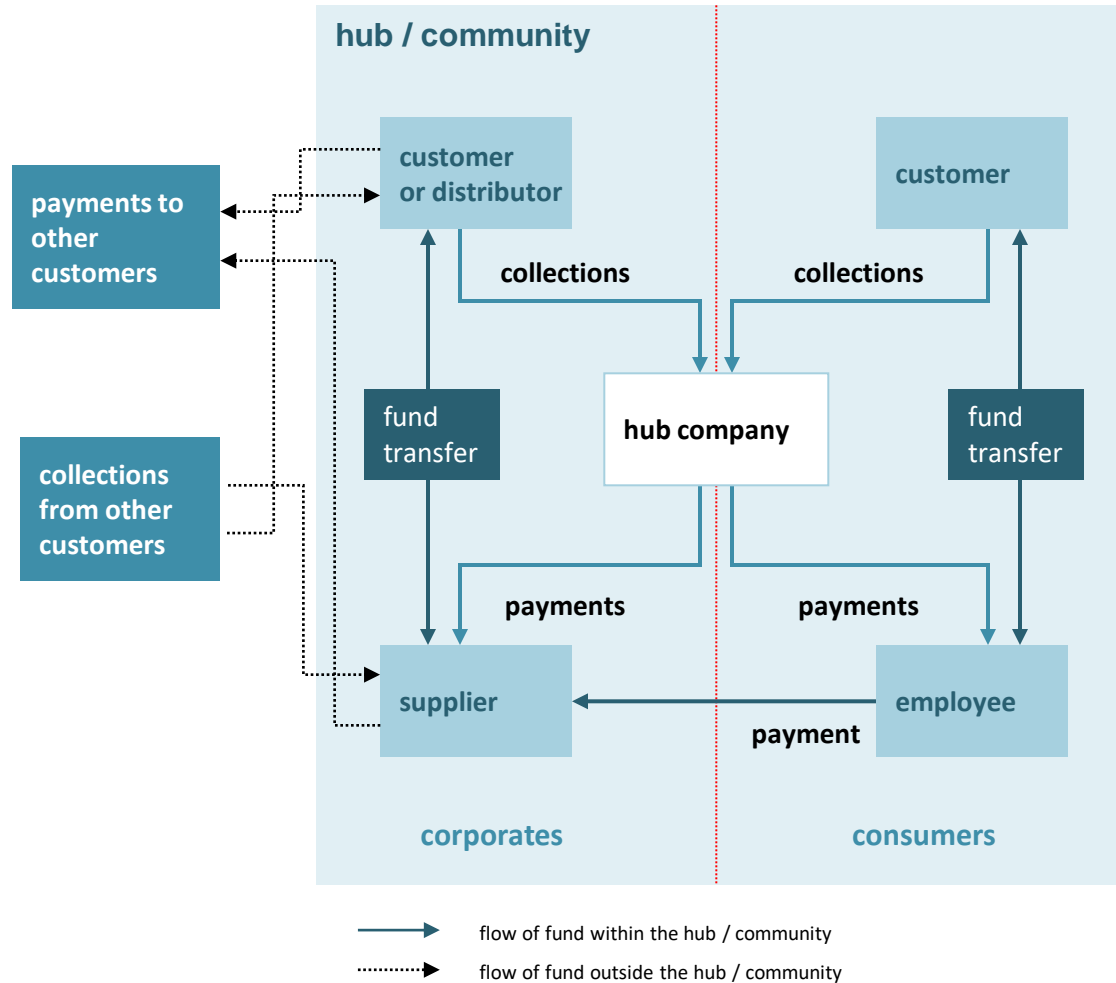 hub / community
customer
or distributor
customer
payments to
other
customers
collections
collections
fund
transfer
hub company
fund
transfer
collections
from other
customers
payments
payments
supplier
employee
payment
corporates
consumers
flow of fund within the hub / community
flow of fund outside the hub / community